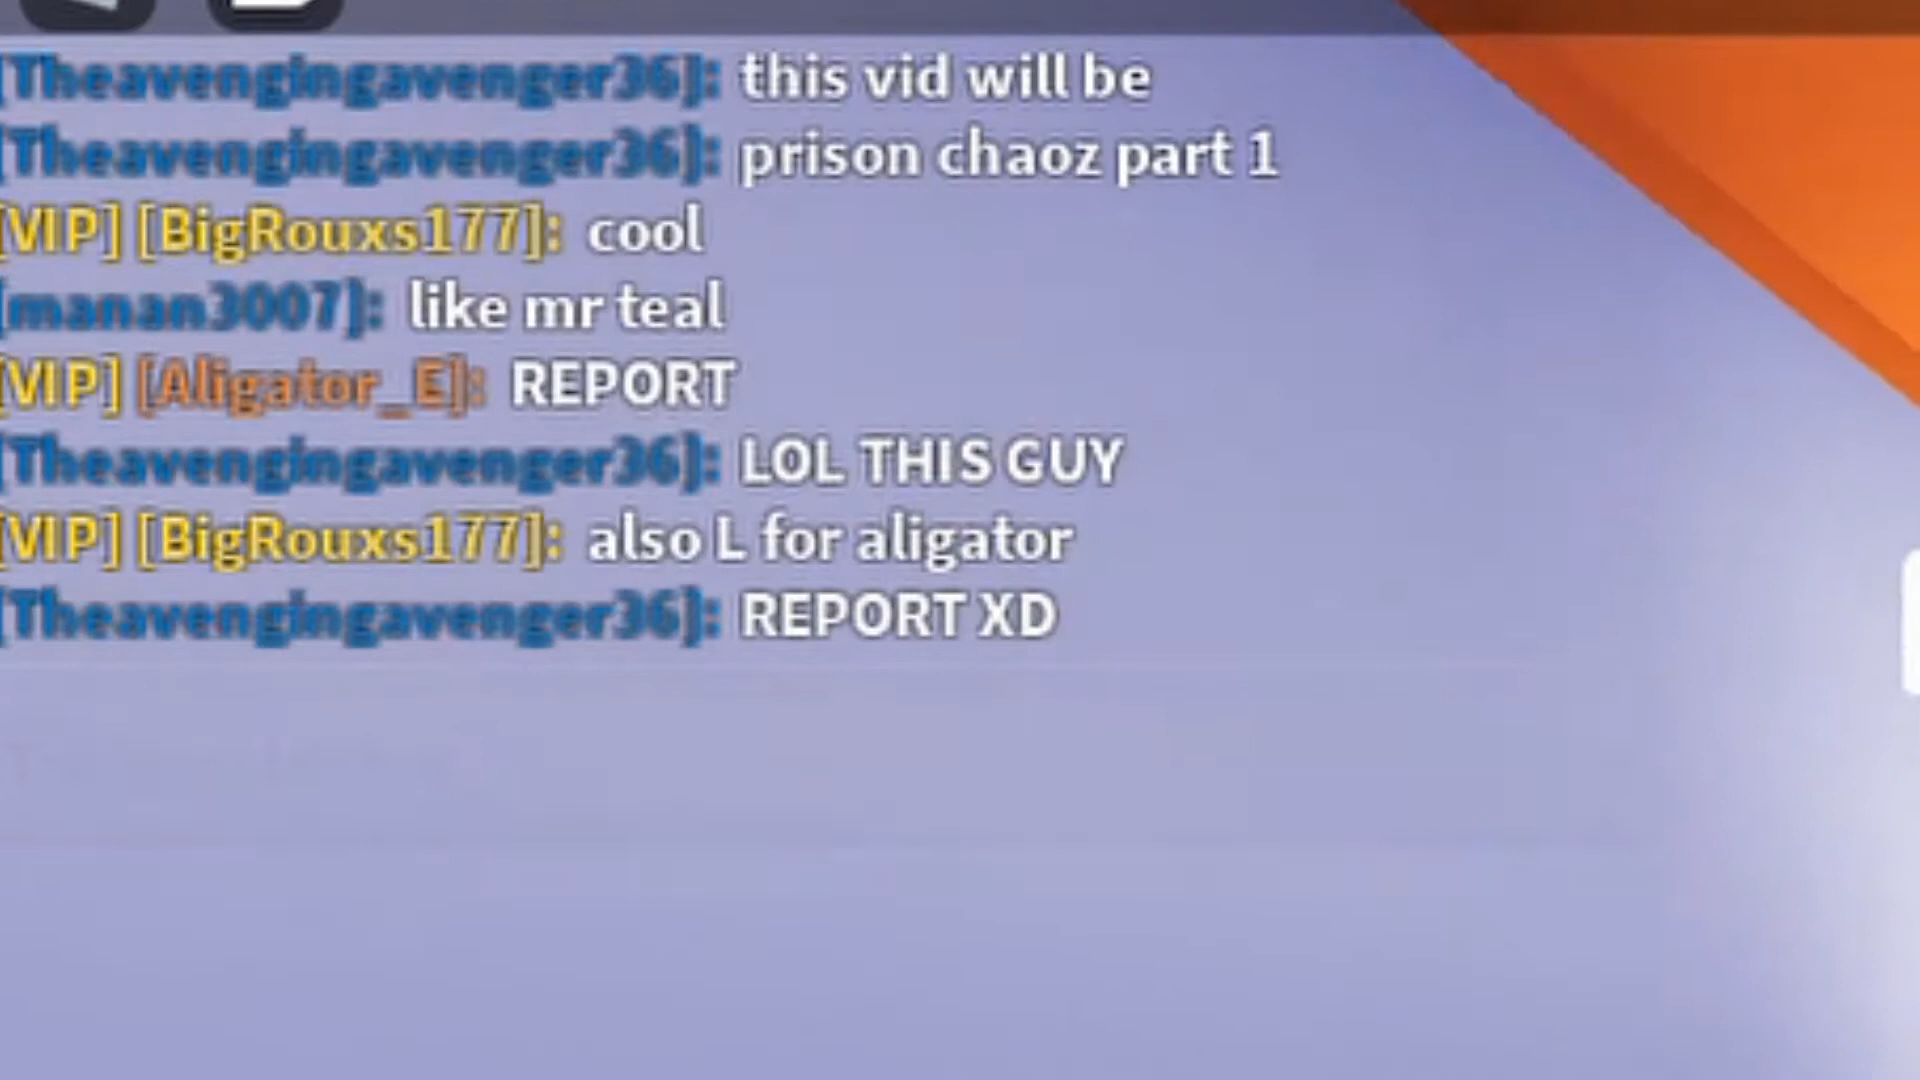 [Theavengingavenger36]: this vid will be
[Theavengingavenger36]: prison chaoz part 1
[VIP] [BigRouxs177]: cool
[manan3007]: like mr teal
[VIP] [Aligator_E]: REPORT
[Theavengingavenger36]: LOL THIS GUY
[VIP] [BigRouxs177]: also L for aligator
[Theavengingavenger36]: REPORT XD